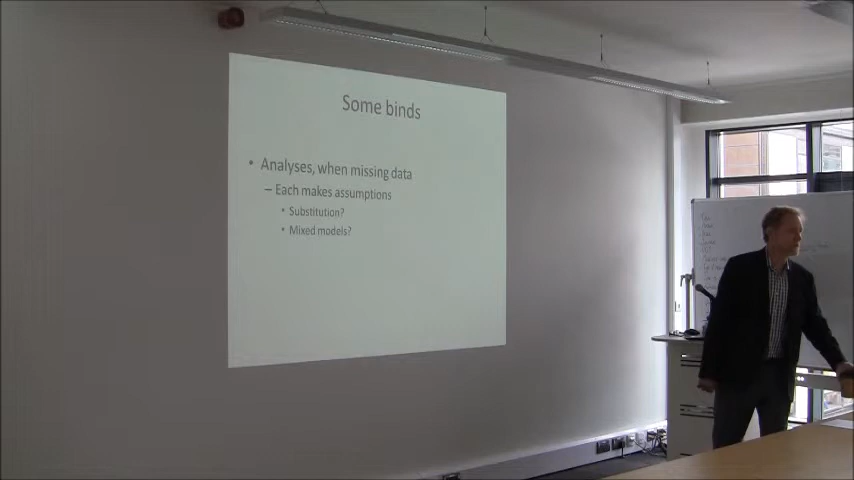 Some binds
• Analyses, when missing data
– Each makes assumptions
• Substitution?
• Mixed models?